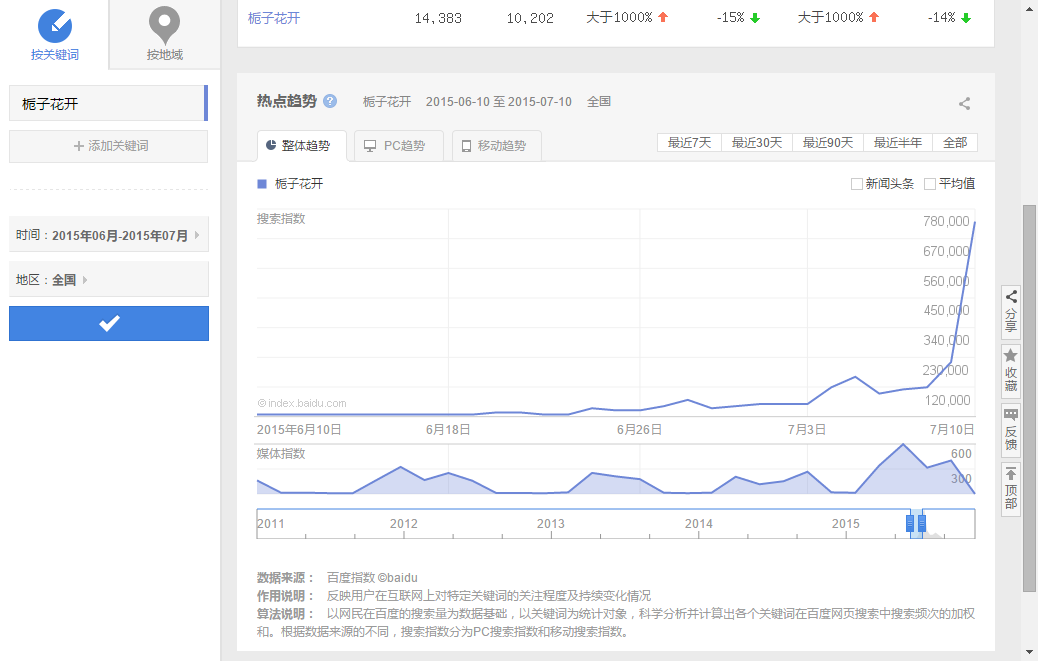 按关键词
按地域
栀子花开
添加关键词
时间：2015年06月-2015年07月
地区：全国
栀子花开 14,383 10,202 大于1000% -15% 大于1000% -14%
热点趋势 ? 栀子花开 2015-06-10 至 2015-07-10 全国
整体趋势 PC趋势 移动趋势
最近7天 最近30天 最近90天 最近半年 全部
栀子花开 新闻头条 平均值
搜索指数
780,000
670,000
560,000
450,000
340,000
230,000
120,000
©index.baidu.com
2015年6月10日 6月18日 6月26日 7月3日 7月10日
媒体指数
600
300
2011 2012 2013 2014 2015
数据来源： 百度指数 ©baidu
作用说明： 反映用户在互联网上对特定关键词的关注程度及持续变化情况
算法说明： 以网民在百度的搜索量为数据基础，以关键词为统计对象，科学分析并计算出各个关键词在百度网页搜索中搜索频次的加权
和。根据数据来源的不同，搜索指数分为PC搜索指数和移动搜索指数。
分享
收藏
反馈
顶部